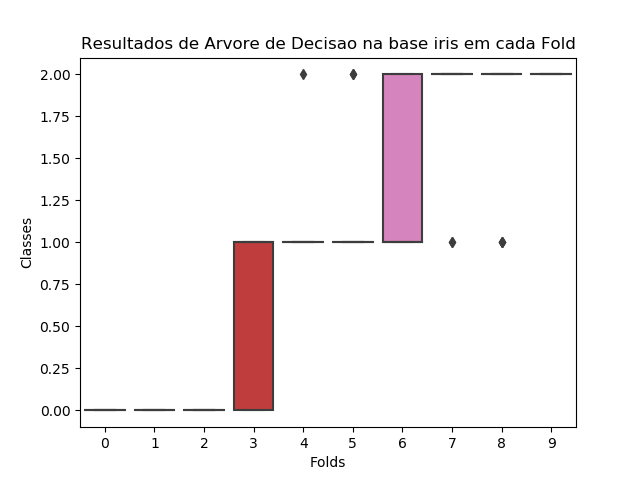 Resultados de Arvore de Decisao na base iris em cada Fold
2.00
1.75
1.50
1.25
1.00
0.75
0.50
0.25
0.00
Classes
0 1 2 3 4 5 6 7 8 9
Folds